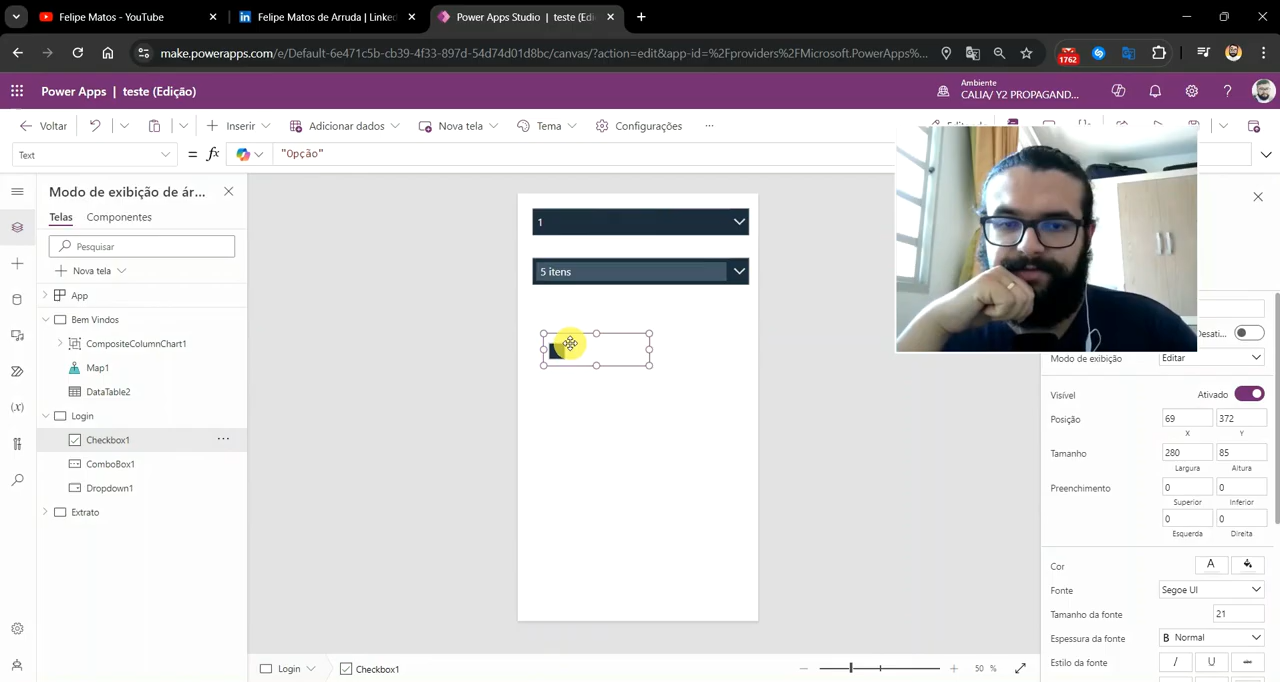 Felipe Matos - YouTube
Felipe Matos de Arruda | Linked
Power Apps Studio | teste (Edi
make.powerapps.com/e/Default-6e471c5b-cb39-4f33-897d-54d74d01d8bc/canvas/?action=edit&app-id=%2Fproviders%2FMicrosoft.PowerApps%2F...
1762
Power Apps | teste (Edição)
Ambiente
CALIA/ Y2 PROPAGAND...
Voltar
Inserir
Adicionar dados
Nova tela
Tema
Configurações
...
Text
= fx
"Opção"
Modo de exibição de ár...
Telas
Componentes
Pesquisar
Nova tela
App
Bem Vindos
CompositeColumnChart1
Map1
DataTable2
Login
Checkbox1
...
ComboBox1
Dropdown1
Extrato
1
5 itens
Desati...
Modo de exibição
Editar
Visível
Ativado
Posição
69
372
X
Y
Tamanho
280
85
Largura
Altura
Preenchimento
0
0
Superior
Inferior
0
0
Esquerda
Direita
Cor
A
Fonte
Segoe UI
Tamanho da fonte
21
Espessura da fonte
B Normal
Estilo da fonte
/
U
Login
Checkbox1
50 %